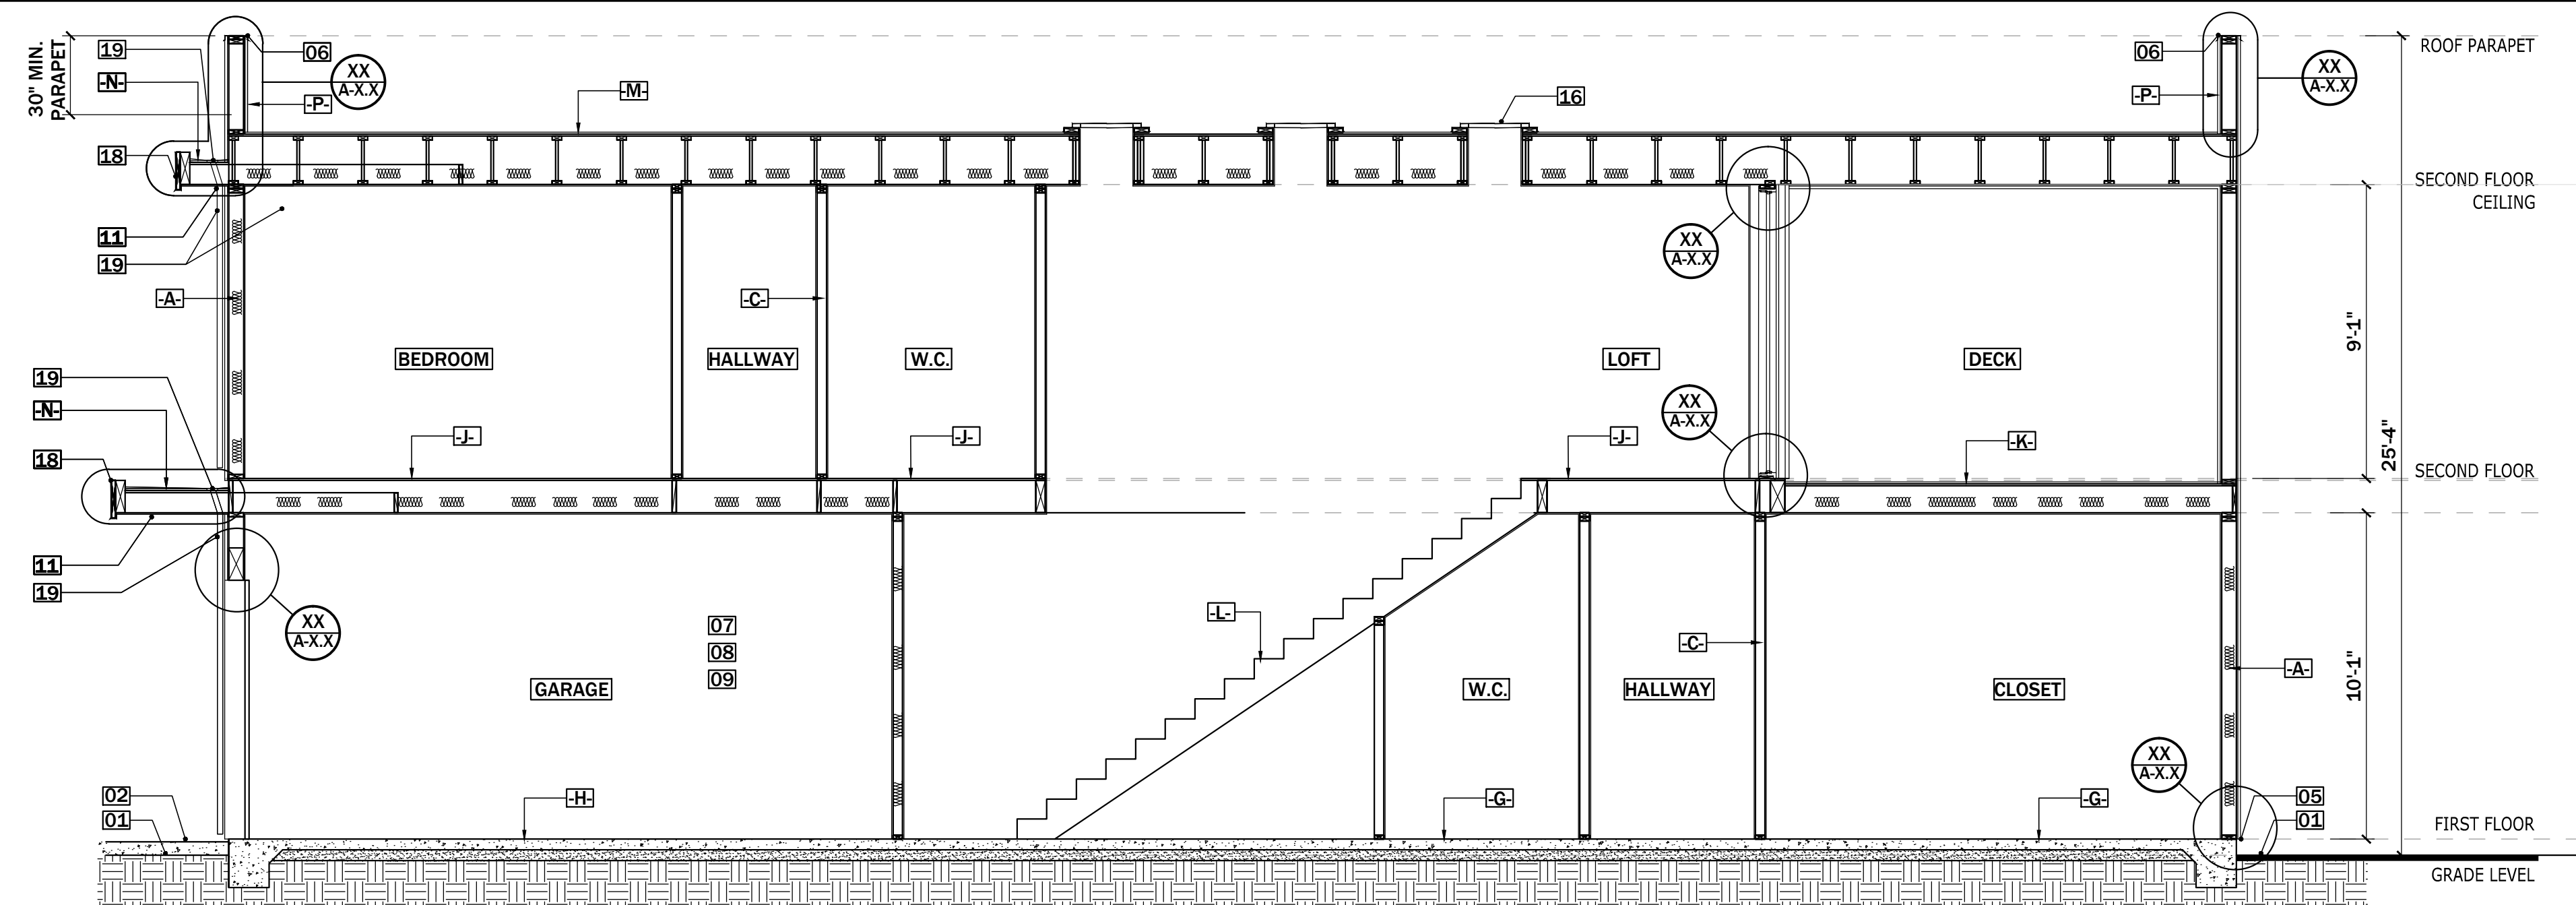 30" MIN.
PARAPET
19
-N-
18
11
19
-A-
06
XX
A-X.X
-P-
-M-
16
06
XX
A-X.X
-P-
ROOF PARAPET
SECOND FLOOR
CEILING
XX
A-X.X
-C-
BEDROOM
HALLWAY
W.C.
LOFT
DECK
9'-1"
25'-4"
XX
A-X.X
19
-N-
18
11
19
-J-
-J-
-J-
-K-
SECOND FLOOR
XX
A-X.X
07
08
09
-L-
-C-
-A-
10'-1"
GARAGE
W.C.
HALLWAY
CLOSET
XX
A-X.X
02
01
-H-
-G-
-G-
05
01
FIRST FLOOR
GRADE LEVEL